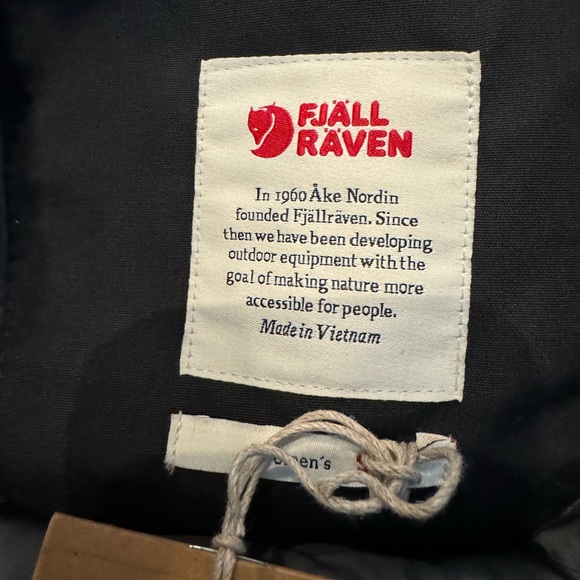 FJÄLL
RÄVEN
In 1960 Åke Nordin
founded Fjällräven. Since
then we have been developing
outdoor equipment with the
goal of making nature more
accessible for people.
Made in Vietnam